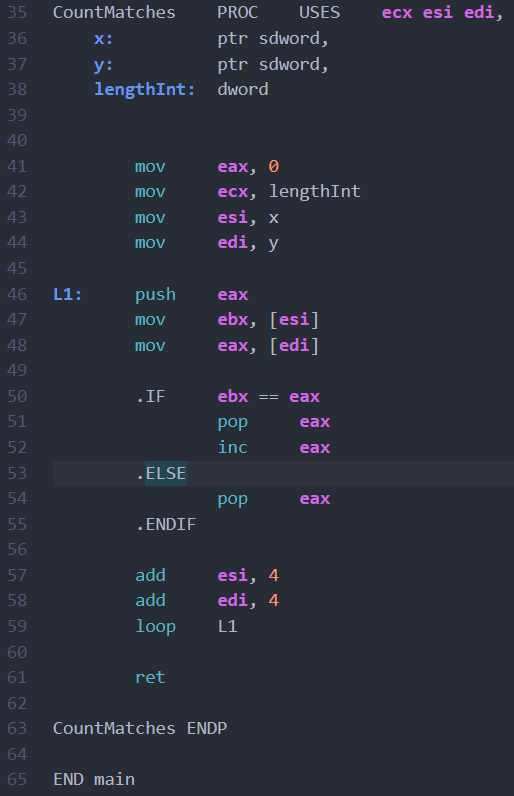 35 CountMatches PROC USES ecx esi edi,
36 x: ptr sdword,
37 y: ptr sdword,
38 lengthInt: dword
39
40
41 mov eax, 0
42 mov ecx, lengthInt
43 mov esi, x
44 mov edi, y
45
46 L1: push eax
47 mov ebx, [esi]
48 mov eax, [edi]
49
50 .IF ebx == eax
51 pop eax
52 inc eax
53 .ELSE
54 pop eax
55 .ENDIF
56
57 add esi, 4
58 add edi, 4
59 loop L1
60
61 ret
62
63 CountMatches ENDP
64
65 END main